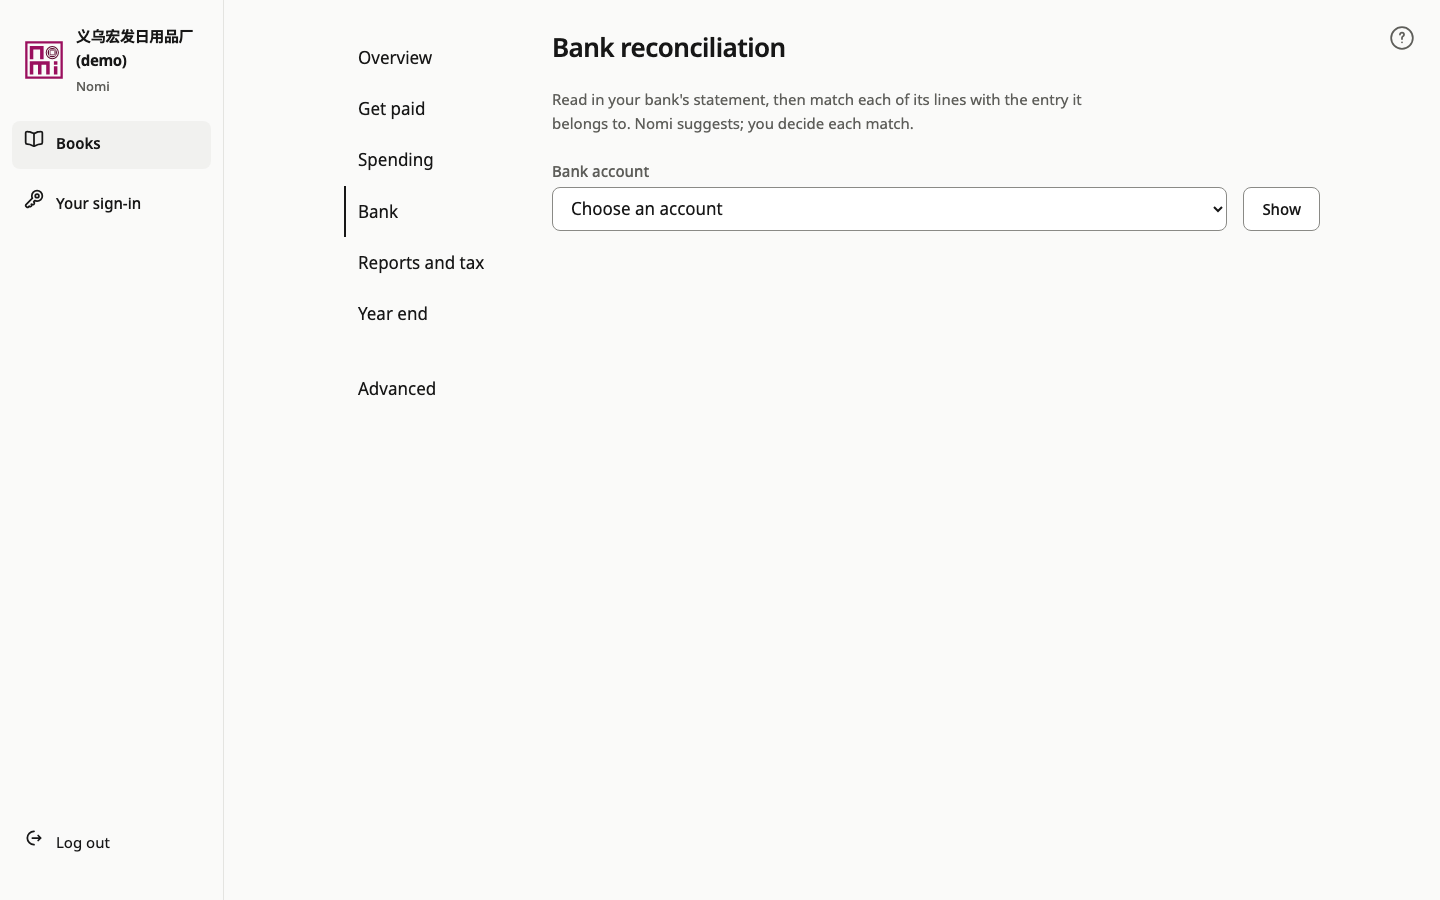 义乌宏发日用品厂
(demo)
Nomi
Books
Your sign-in
Log out
Overview
Get paid
Spending
Bank
Reports and tax
Year end
Advanced
Bank reconciliation
Read in your bank's statement, then match each of its lines with the entry it
belongs to. Nomi suggests; you decide each match.
Bank account
Choose an account
Show